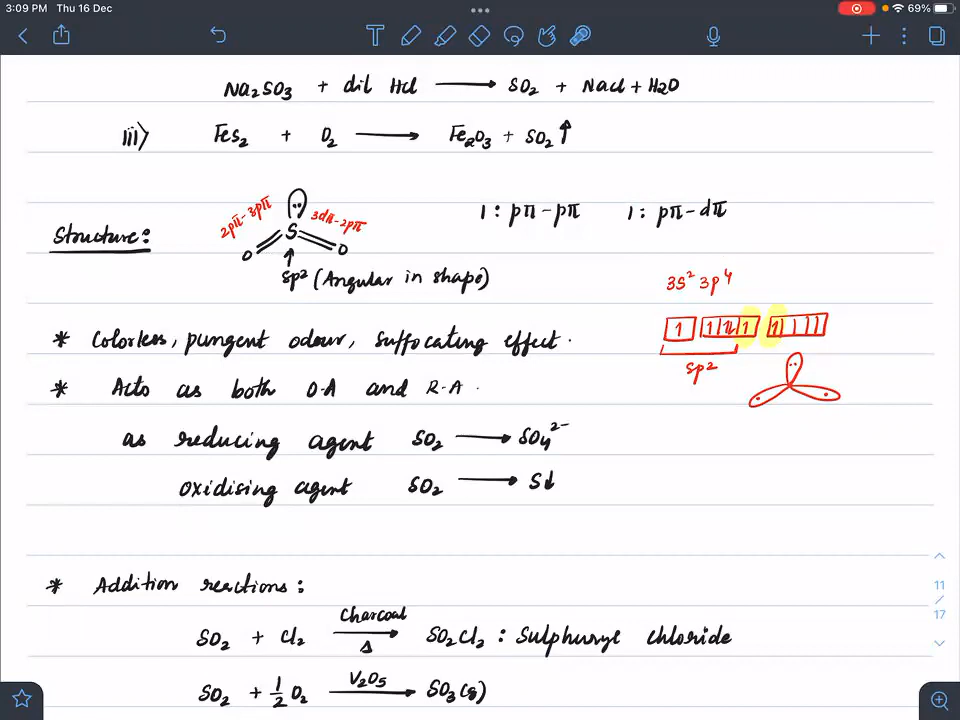 3:09 PM Thu 16 Dec 69%
Na2SO3 + dil HCl ⟶ SO2 + NaCl + H2O
iii) FeS2 + O2 ⟶ Fe2O3 + SO2 ↑
2pπ-3pπ 3dπ-2pπ 1 : pπ-pπ 1 : pπ-dπ
Structure: O S O
sp2 (Angular in shape) 3s² 3p⁴
* Colorless, pungent odour, suffocating effect.
sp2
* Acts as both O.A and R.A.
as reducing agent SO2 ⟶ SO4²⁻
oxidising agent SO2 ⟶ S↓
* Addition reactions:
11
/
17
Charcoal
SO2 + Cl2 ⟶ SO2Cl2 : Sulphuryl chloride
Δ
V2O5
SO2 + 1/2 O2 ⟶ SO3(g)